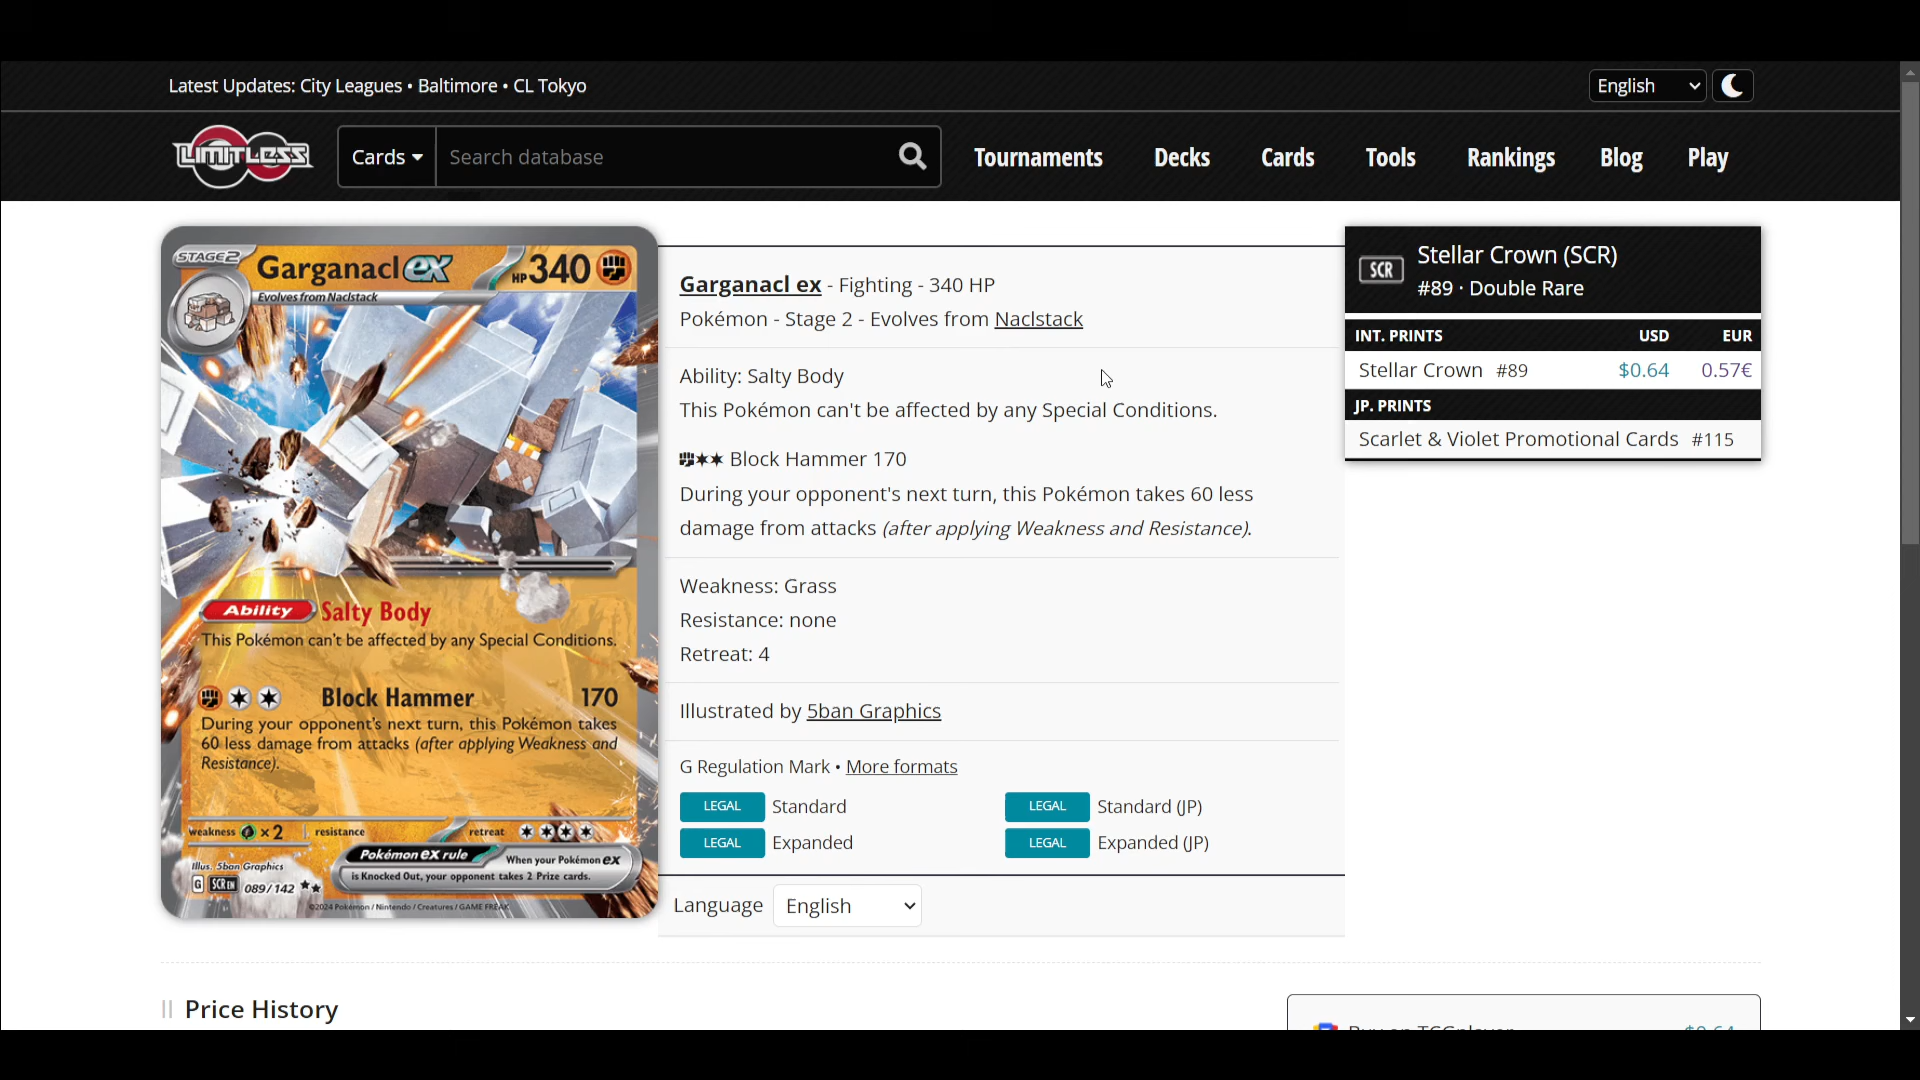 Latest Updates: City Leagues • Baltimore • CL Tokyo
English
LIMITLESS
Cards
Search database
Tournaments
Decks
Cards
Tools
Rankings
Blog
Play
STAGE2
Garganacl ex
HP 340
Evolves from Naclstack
Ability Salty Body
This Pokémon can't be affected by any Special Conditions.
Block Hammer 170
During your opponent's next turn, this Pokémon takes
60 less damage from attacks (after applying Weakness and
Resistance).
weakness ×2 resistance retreat
Illus. 5ban Graphics
Pokémon ex rule When your Pokémon ex
is Knocked Out, your opponent takes 2 Prize cards.
G SCR EN 089/142
©2024 Pokémon / Nintendo / Creatures / GAME FREAK
Garganacl ex - Fighting - 340 HP
Pokémon - Stage 2 - Evolves from Naclstack
Ability: Salty Body
This Pokémon can't be affected by any Special Conditions.
Block Hammer 170
During your opponent's next turn, this Pokémon takes 60 less
damage from attacks (after applying Weakness and Resistance).
Weakness: Grass
Resistance: none
Retreat: 4
Illustrated by 5ban Graphics
G Regulation Mark • More formats
LEGAL Standard LEGAL Standard (JP)
LEGAL Expanded LEGAL Expanded (JP)
Language English
SCR
Stellar Crown (SCR)
#89 · Double Rare
INT. PRINTS USD EUR
Stellar Crown #89 $0.64 0.57€
JP. PRINTS
Scarlet & Violet Promotional Cards #115
Price History